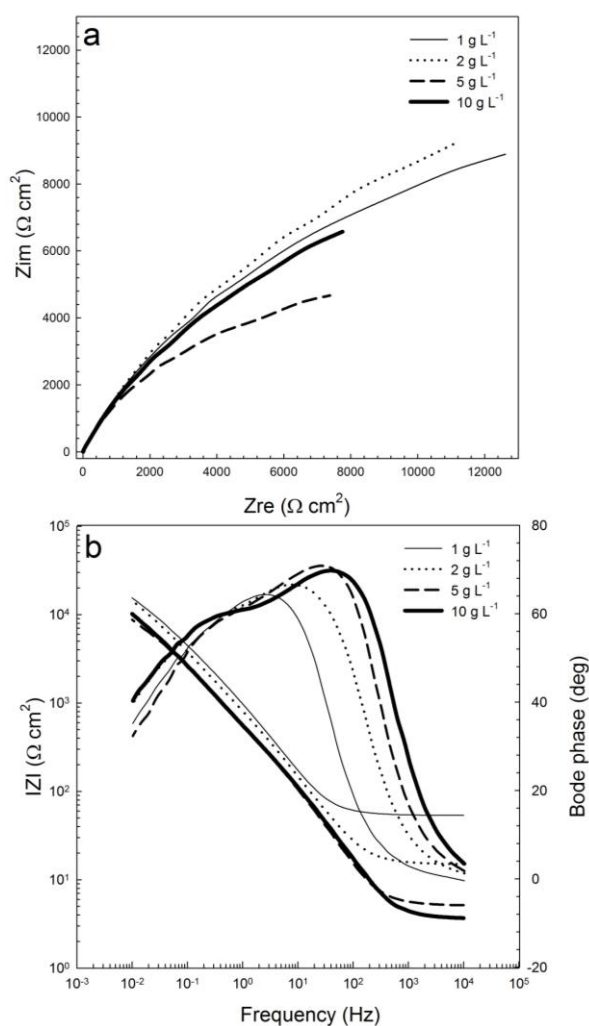 a
1 g L⁻¹
2 g L⁻¹
5 g L⁻¹
10 g L⁻¹
12000
10000
8000
6000
4000
2000
0
Zim (Ω cm²)
0 2000 4000 6000 8000 10000 12000
Zre (Ω cm²)
b
1 g L⁻¹
2 g L⁻¹
5 g L⁻¹
10 g L⁻¹
10⁵
10⁴
10³
10²
10¹
10⁰
|Z| (Ω cm²)
80
60
40
20
0
-20
Bode phase (deg)
10⁻³ 10⁻² 10⁻¹ 10⁰ 10¹ 10² 10³ 10⁴ 10⁵
Frequency (Hz)